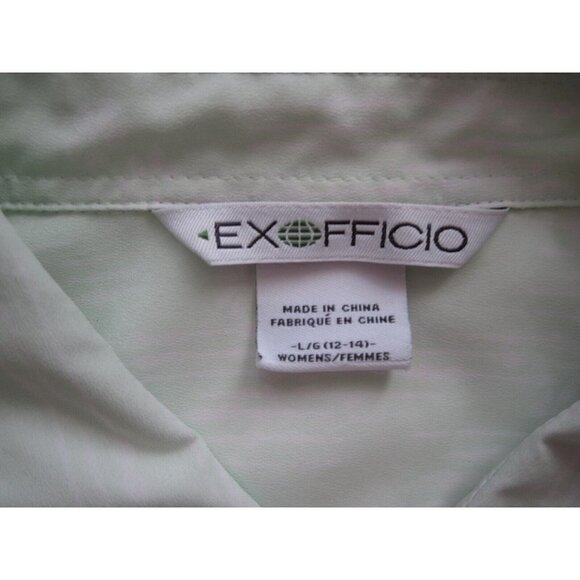 EXOFFICIO
MADE IN CHINA
FABRIQUÉ EN CHINE
-L/G (12-14)-
WOMENS/FEMMES